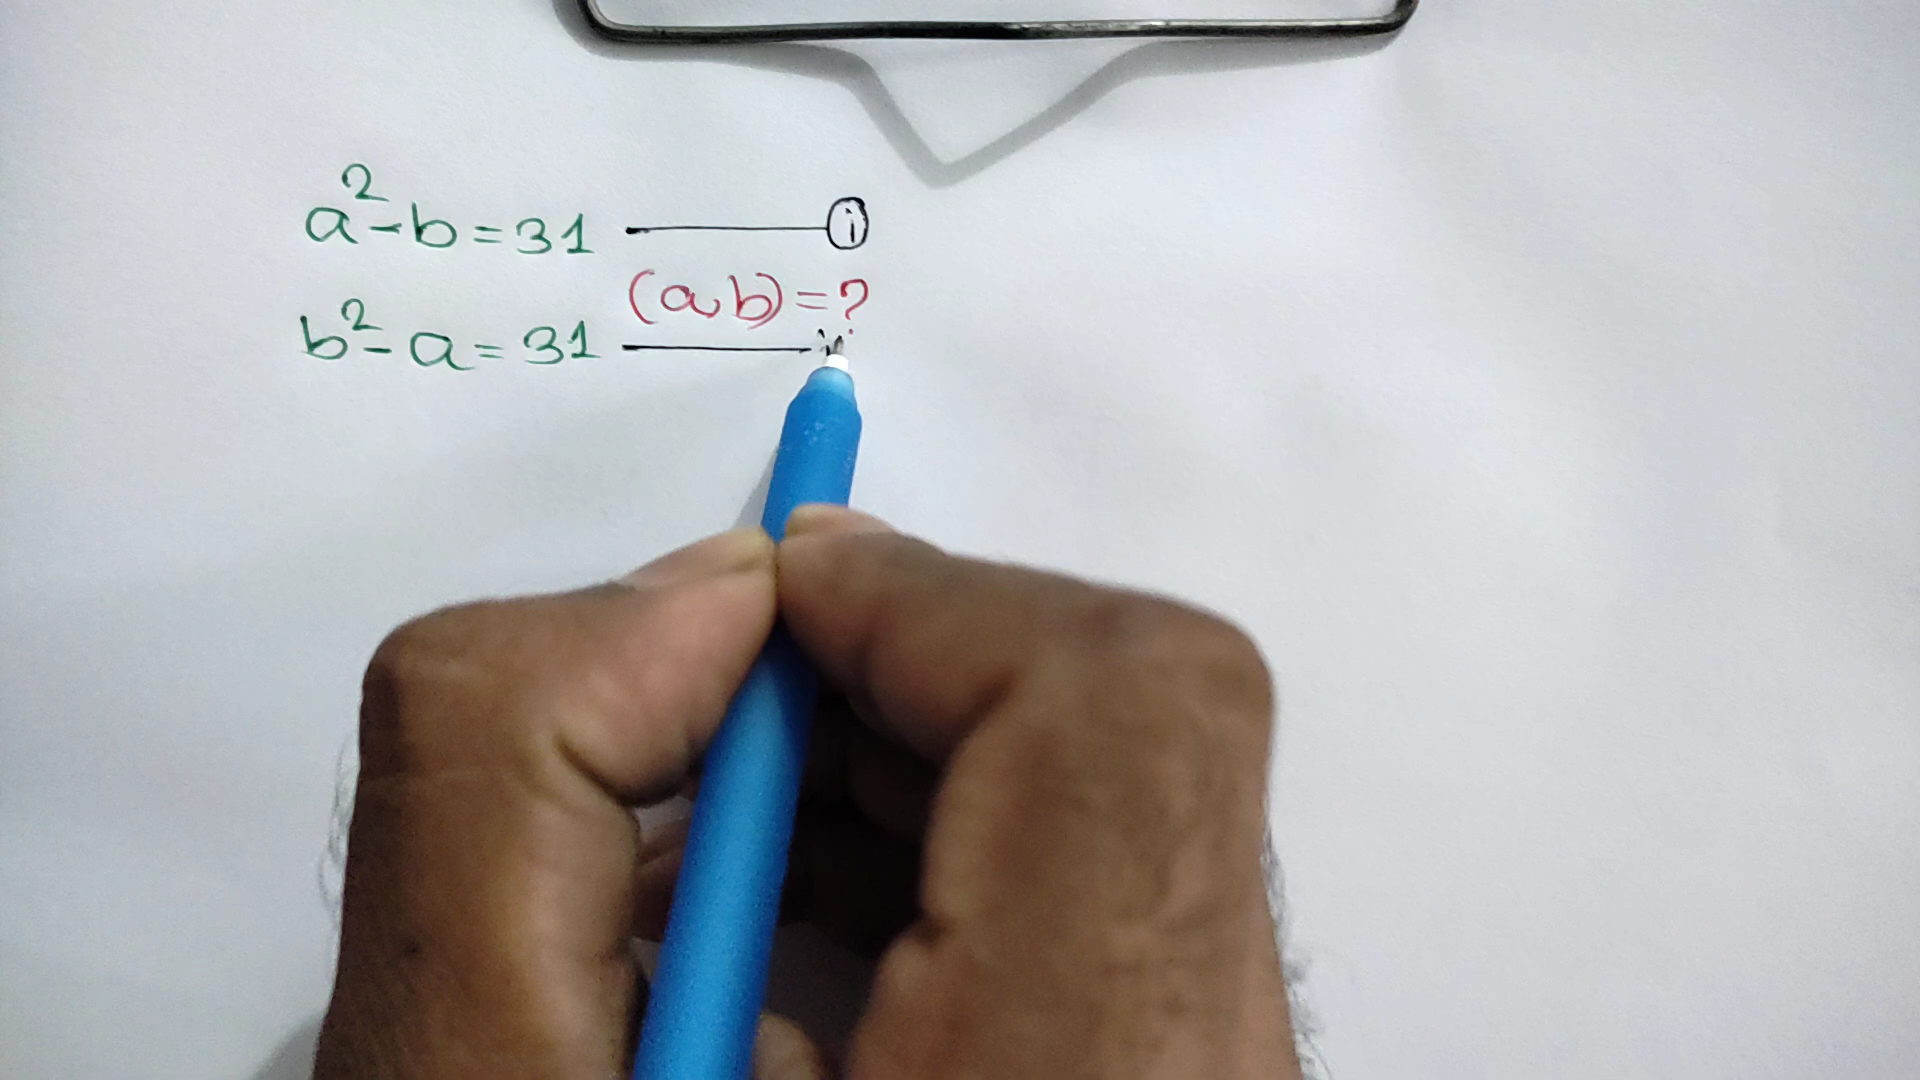 a²-b=31 ——— (i)
(a,b)=?
b²-a=31 ———